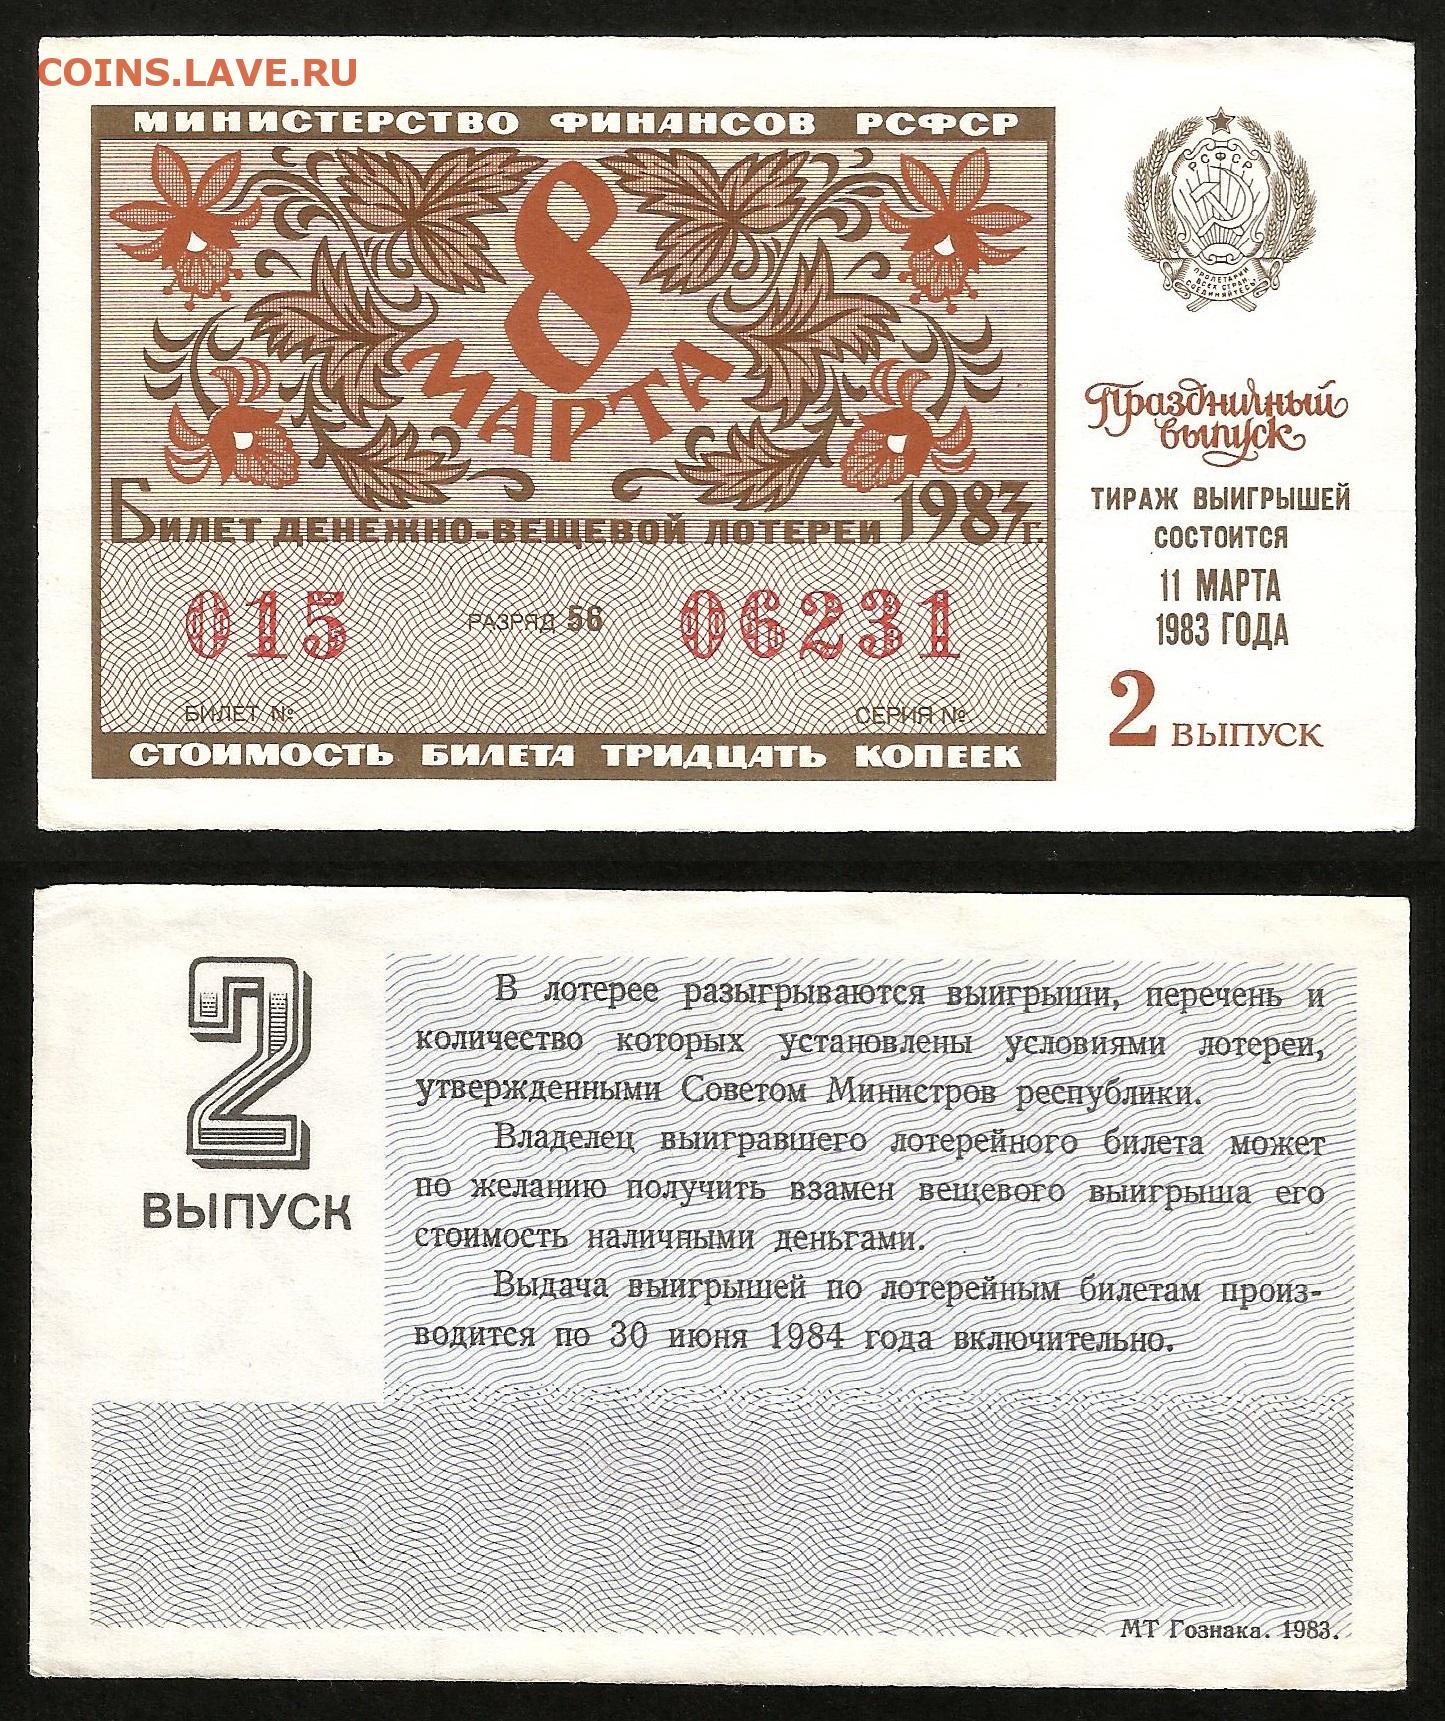 COINS.LAVE.RU
МИНИСТЕРСТВО ФИНАНСОВ РСФСР
8
МАРТА
БИЛЕТ ДЕНЕЖНО-ВЕЩЕВОЙ ЛОТЕРЕИ 1983 г.
015 РАЗРЯД 56 06231
БИЛЕТ № СЕРИЯ №
СТОИМОСТЬ БИЛЕТА ТРИДЦАТЬ КОПЕЕК
РСФСР
ПРОЛЕТАРИИ
ВСЕХ СТРАН,
СОЕДИНЯЙТЕСЬ!
Праздничный
выпуск
ТИРАЖ ВЫИГРЫШЕЙ
СОСТОИТСЯ
11 МАРТА
1983 ГОДА
2 ВЫПУСК
2
ВЫПУСК
В лотерее разыгрываются выигрыши, перечень и
количество которых установлены условиями лотереи,
утвержденными Советом Министров республики.
Владелец выигравшего лотерейного билета может
по желанию получить взамен вещевого выигрыша его
стоимость наличными деньгами.
Выдача выигрышей по лотерейным билетам произ-
водится по 30 июня 1984 года включительно.
МТ Гознака. 1983.